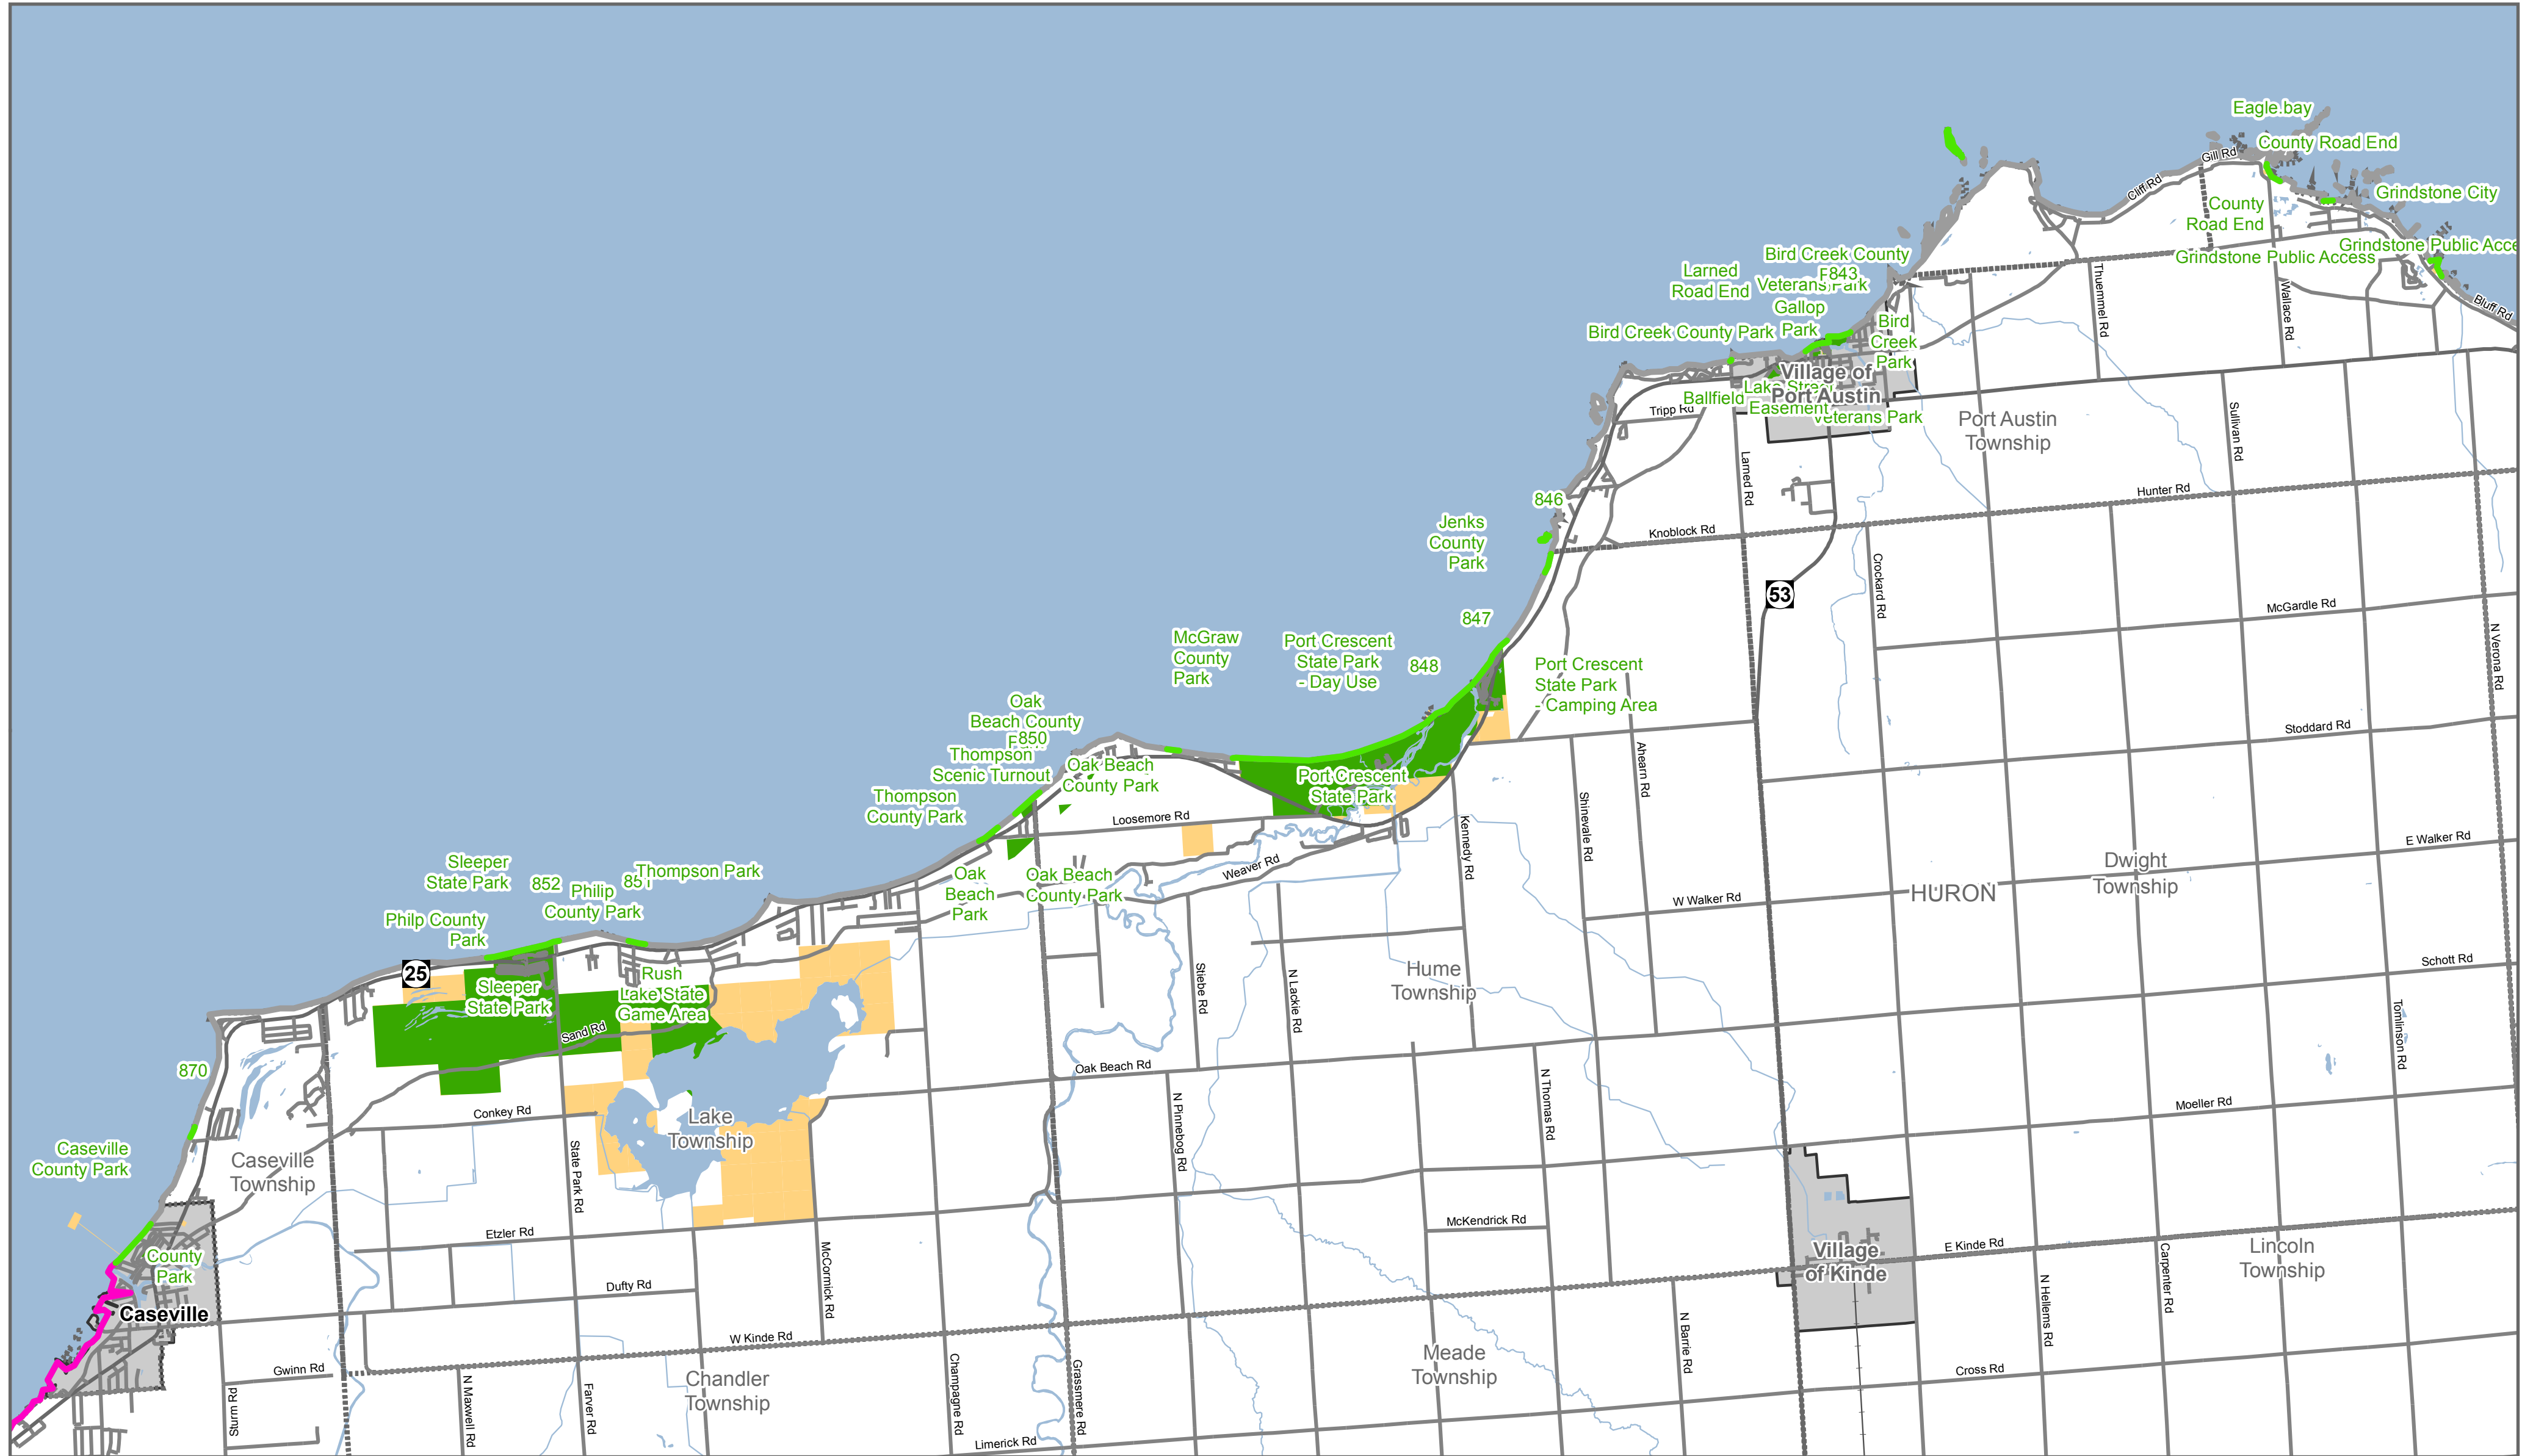 Eagle.bay
County Road End
Gill Rd
Cliff Rd
Grindstone City
County
Road End
Grindstone Public Acce
Grindstone Public Access
Bluff Rd
Bird Creek County
843
Veterans Park
Larned
Road End
Gallop
Park
Bird Creek County Park
Bird
Creek
Park
Village of
Port Austin
Ballfield
Easement
Veterans Park
Tripp Rd
Port Austin
Township
Thuemmel Rd
Wallace Rd
Sullivan Rd
Larned Rd
Hunter Rd
846
Jenks
County
Park
Knoblock Rd
53
Crockard Rd
McGardle Rd
N Verona Rd
847
McGraw
County
Park
Port Crescent
State Park
- Day Use
848
Port Crescent
State Park
- Camping Area
Oak
Beach County
850
Thompson
Scenic Turnout
Oak Beach
County Park
Port Crescent
State Park
Stoddard Rd
Ahearn Rd
Shinevale Rd
Kennedy Rd
Thompson
County Park
Loosemore Rd
Weaver Rd
E Walker Rd
Dwight
Township
HURON
W Walker Rd
Sleeper
State Park
852
Philip
County Park
851
Thompson Park
Oak
Beach
Park
Oak Beach
County Park
Philp County
Park
25
Sleeper
State Park
Rush
Lake State
Game Area
Sand Rd
Stiebe Rd
N Lackie Rd
Hume
Township
Schott Rd
Tomlinson Rd
870
Oak Beach Rd
Conkey Rd
Lake
Township
State Park Rd
N Pinnebog Rd
N Thomas Rd
Moeller Rd
Caseville
County Park
Caseville
Township
Etzler Rd
McKendrick Rd
McCormick Rd
Village
of Kinde
E Kinde Rd
Carpenter Rd
Lincoln
Township
County
Park
Caseville
Dufty Rd
W Kinde Rd
N Hellems Rd
N Barrie Rd
Gwinn Rd
Sturm Rd
N Maxwell Rd
Farver Rd
Chandler
Township
Champagne Rd
Grassmere Rd
Meade
Township
Cross Rd
Limerick Rd